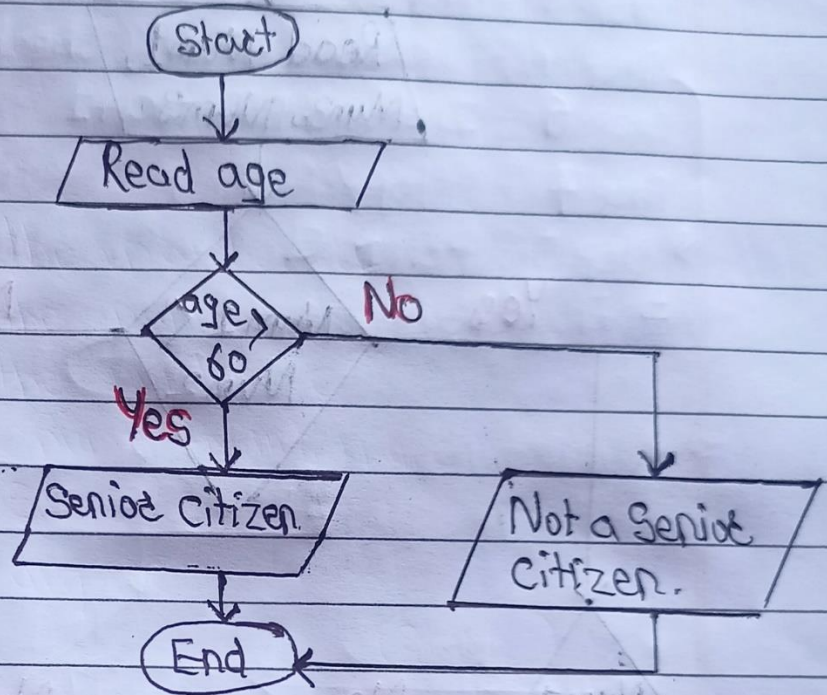 Start
Read age
age >
60
No
Yes
Senior Citizen.
Not a Senior
Citizen.
End